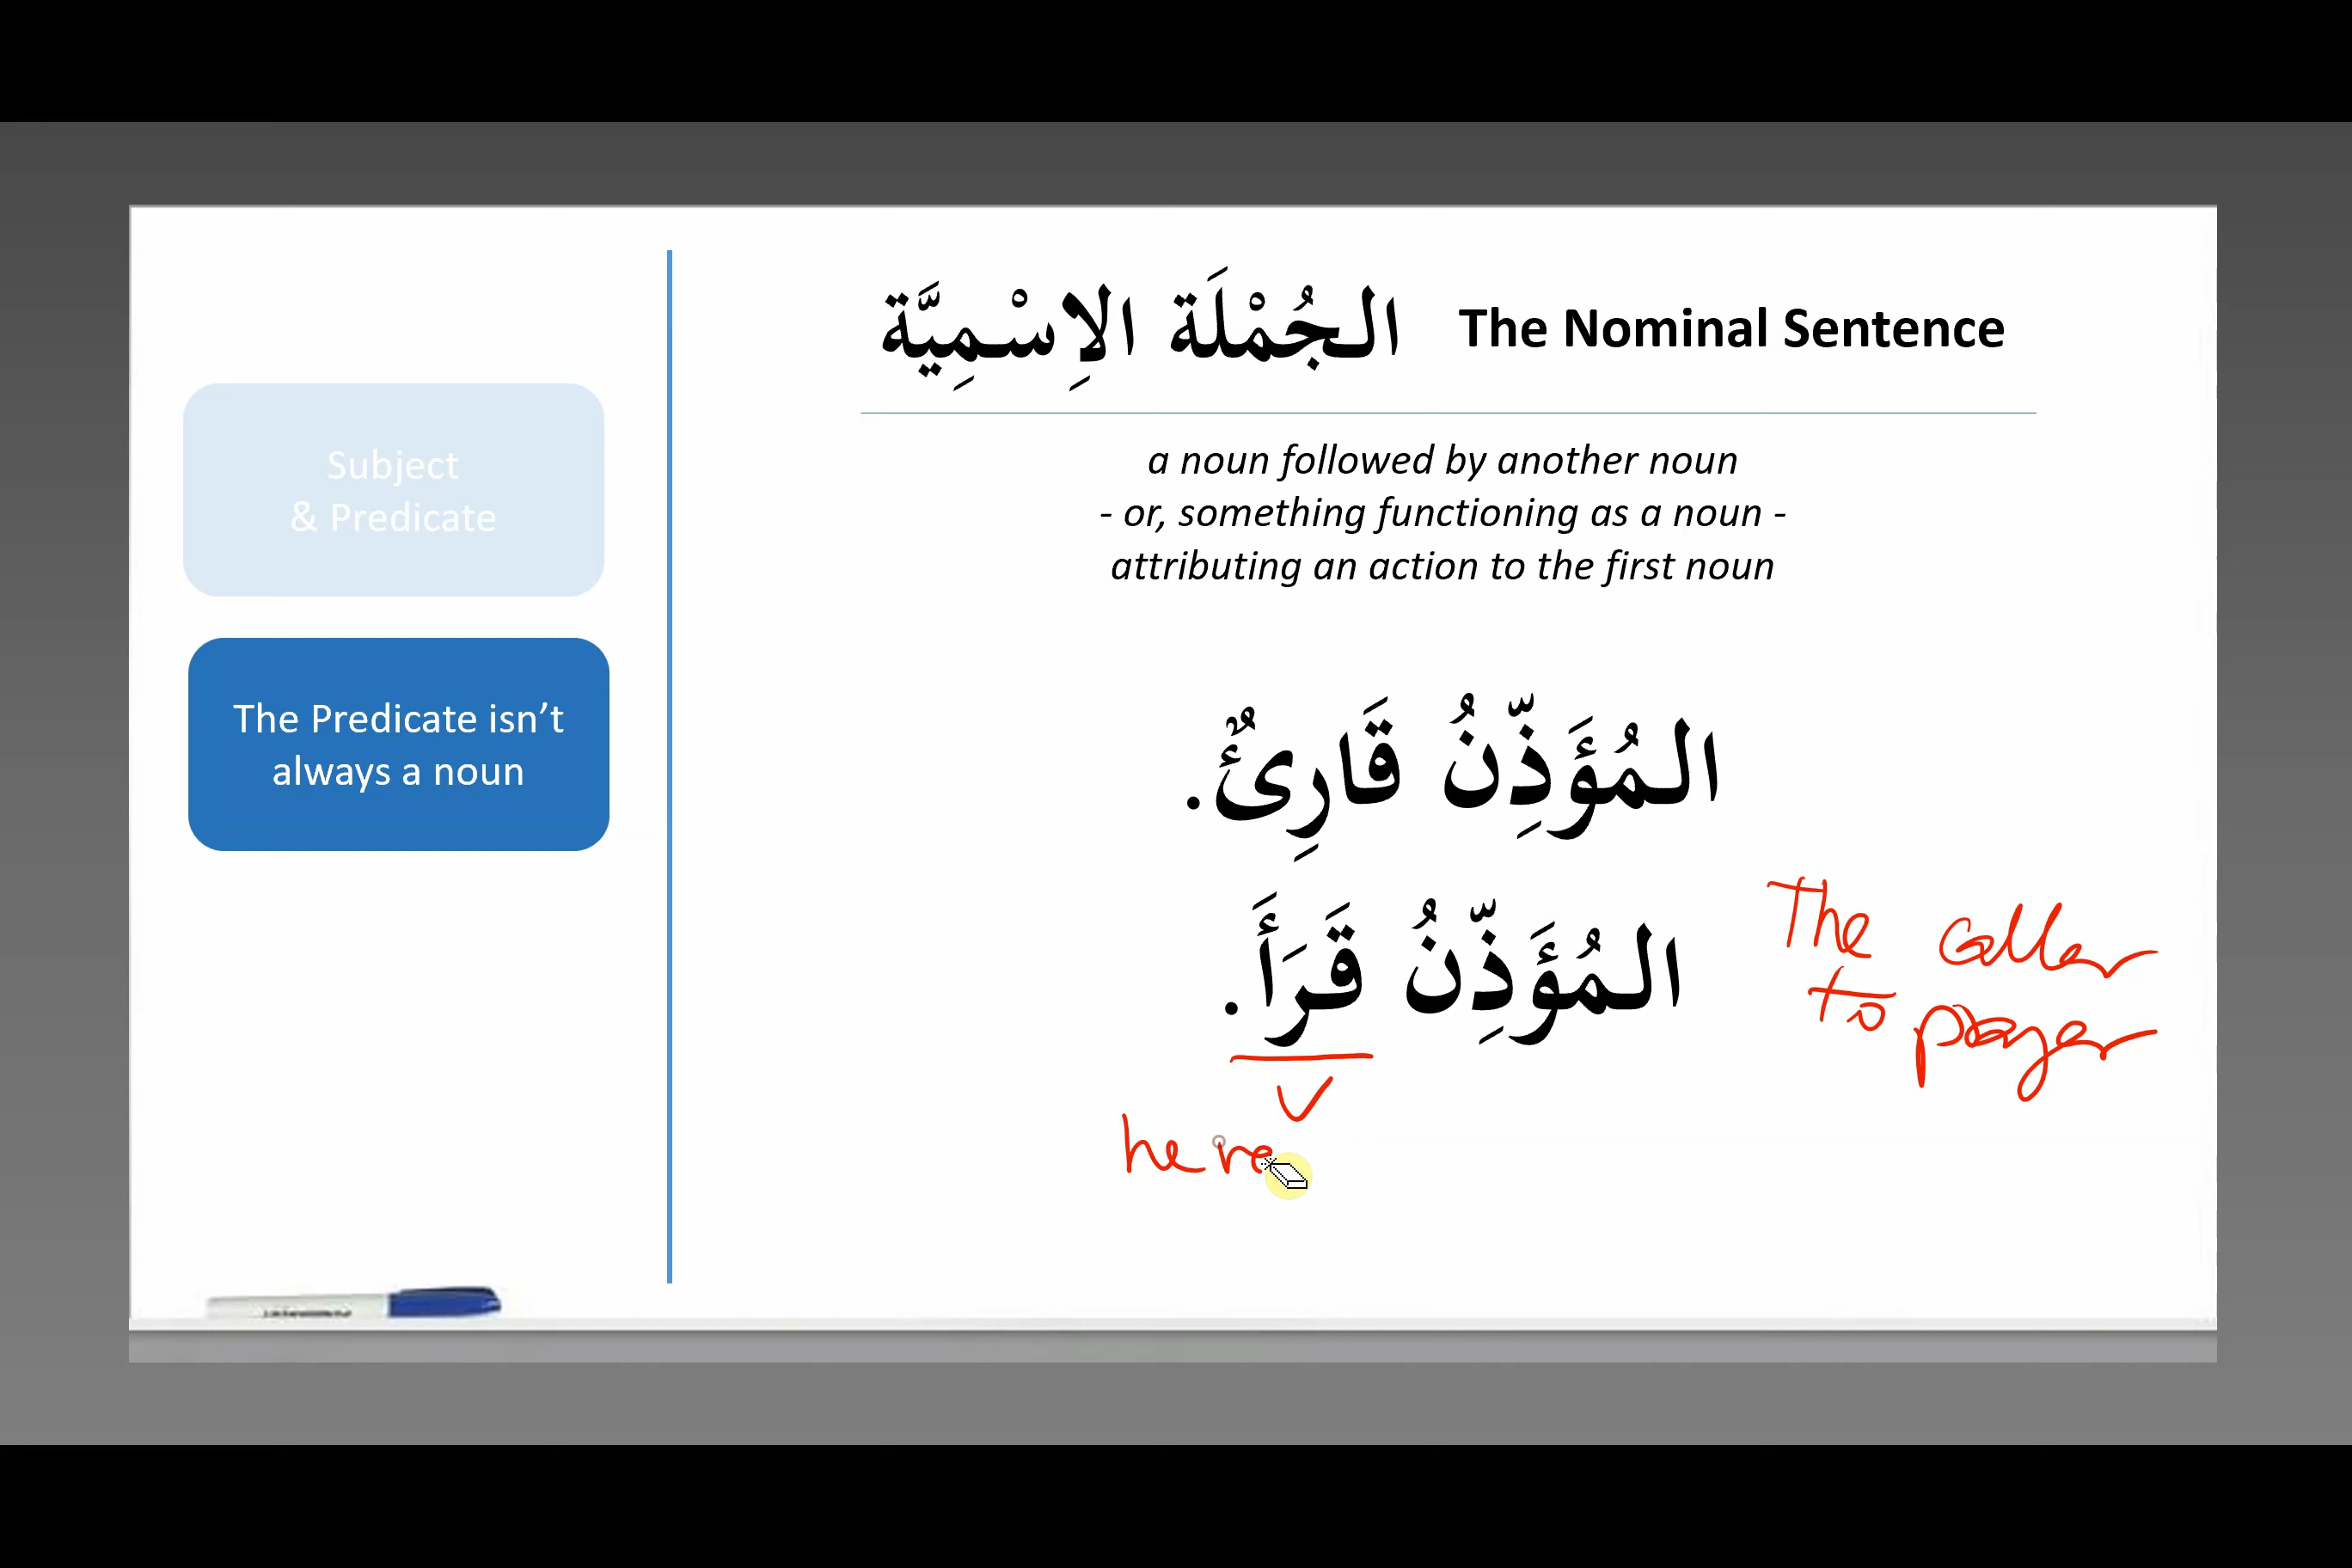 الجُمْلَة الاِسْمِيَّة The Nominal Sentence
a noun followed by another noun
- or, something functioning as a noun -
attributing an action to the first noun
Subject
& Predicate
The Predicate isn’t
always a noun
المُؤَذِّنُ قَارِئٌ.
المُؤَذِّنُ قَرَأَ.
The caller
to prayer
v
here